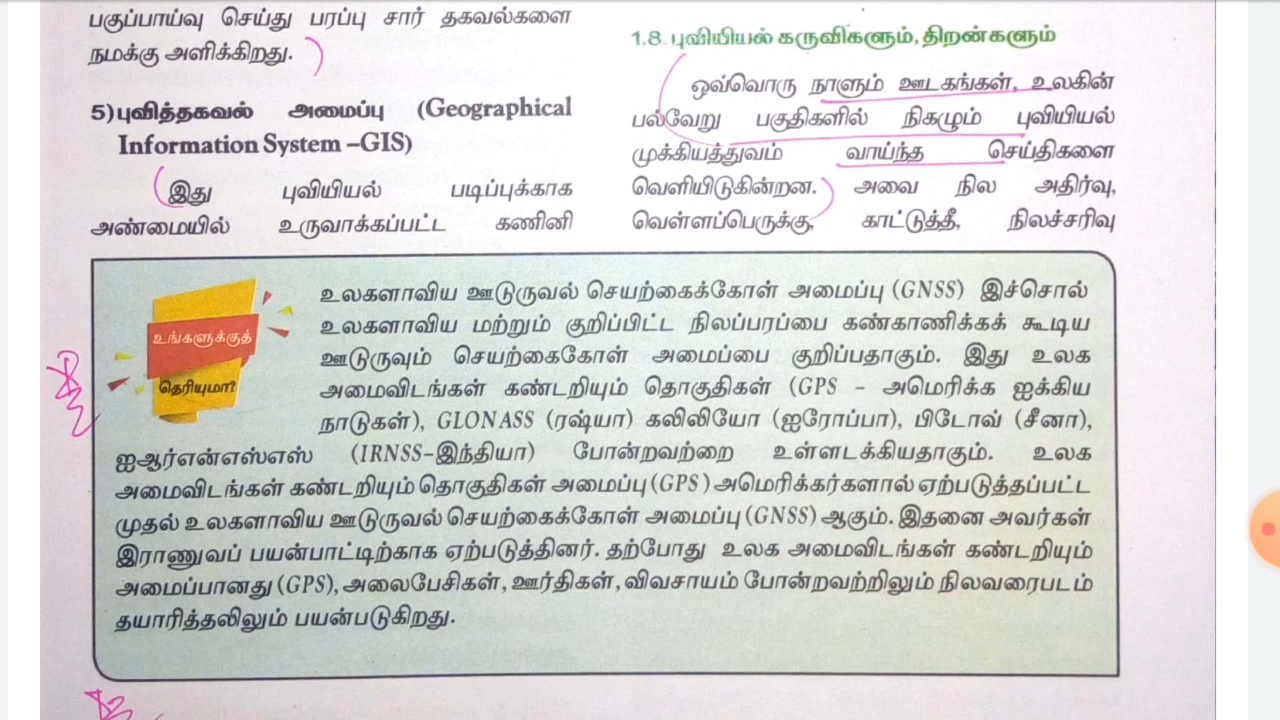 பகுப்பாய்வு செய்து பரப்பு சார் தகவல்களை
நமக்கு அளிக்கிறது.
5)புவித்தகவல் அமைப்பு (Geographical
Information System –GIS)
இது புவியியல் படிப்புக்காக
அண்மையில் உருவாக்கப்பட்ட கணினி
1.8. புவியியல் கருவிகளும், திறன்களும்
ஒவ்வொரு நாளும் ஊடகங்கள், உலகின்
பல்வேறு பகுதிகளில் நிகழும் புவியியல்
முக்கியத்துவம் வாய்ந்த செய்திகளை
வெளியிடுகின்றன. அவை நில அதிர்வு,
வெள்ளப்பெருக்கு, காட்டுத்தீ, நிலச்சரிவு
உங்களுக்குத்
தெரியுமா?
உலகளாவிய ஊடுருவல் செயற்கைக்கோள் அமைப்பு (GNSS) இச்சொல்
உலகளாவிய மற்றும் குறிப்பிட்ட நிலப்பரப்பை கண்காணிக்கக் கூடிய
ஊடுருவும் செயற்கைகோள் அமைப்பை குறிப்பதாகும். இது உலக
அமைவிடங்கள் கண்டறியும் தொகுதிகள் (GPS – அமெரிக்க ஐக்கிய
நாடுகள்), GLONASS (ரஷ்யா) கலிலியோ (ஐரோப்பா), பிடோவ் (சீனா),
ஐஆர்என்எஸ்எஸ் (IRNSS–இந்தியா) போன்றவற்றை உள்ளடக்கியதாகும். உலக
அமைவிடங்கள் கண்டறியும் தொகுதிகள் அமைப்பு (GPS) அமெரிக்கர்களால் ஏற்படுத்தப்பட்ட
முதல் உலகளாவிய ஊடுருவல் செயற்கைக்கோள் அமைப்பு (GNSS) ஆகும். இதனை அவர்கள்
இராணுவப் பயன்பாட்டிற்காக ஏற்படுத்தினர். தற்போது உலக அமைவிடங்கள் கண்டறியும்
அமைப்பானது (GPS), அலைபேசிகள், ஊர்திகள், விவசாயம் போன்றவற்றிலும் நிலவரைபடம்
தயாரித்தலிலும் பயன்படுகிறது.